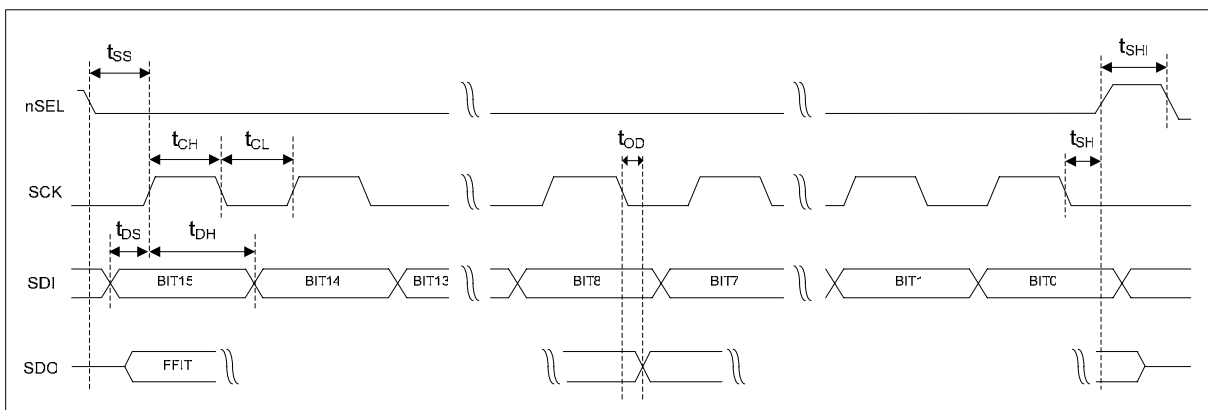 tSS
tSHI
nSEL
tCH tCL tOD tSH
SCK
tDS tDH
SDI BIT15 BIT14 BIT13 BIT8 BIT7 BIT1 BIT0
SDO FFIT